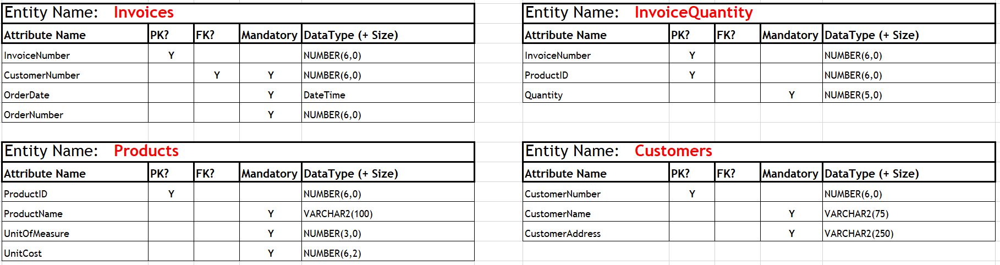 Entity Name: Invoices
Attribute Name PK? FK? Mandatory DataType (+ Size)
InvoiceNumber Y NUMBER(6,0)
CustomerNumber Y Y NUMBER(6,0)
OrderDate Y DateTime
OrderNumber Y NUMBER(6,0)
Entity Name: InvoiceQuantity
Attribute Name PK? FK? Mandatory DataType (+ Size)
InvoiceNumber Y NUMBER(6,0)
ProductID Y NUMBER(6,0)
Quantity Y NUMBER(5,0)
Entity Name: Products
Attribute Name PK? FK? Mandatory DataType (+ Size)
ProductID Y NUMBER(6,0)
ProductName Y VARCHAR2(100)
UnitOfMeasure Y NUMBER(3,0)
UnitCost Y NUMBER(6,2)
Entity Name: Customers
Attribute Name PK? FK? Mandatory DataType (+ Size)
CustomerNumber Y NUMBER(6,0)
CustomerName Y VARCHAR2(75)
CustomerAddress Y VARCHAR2(250)